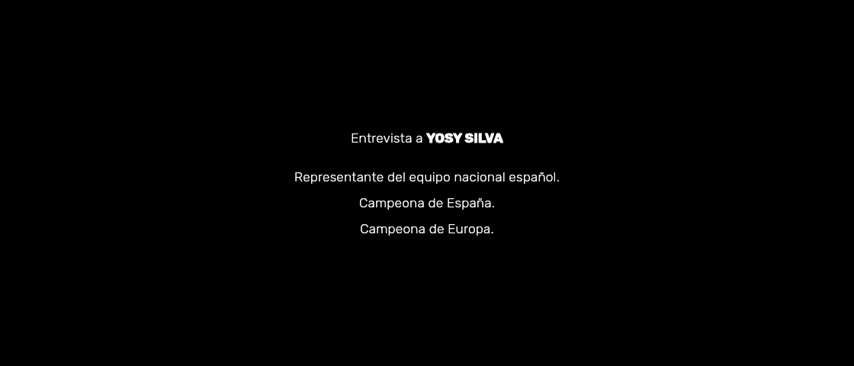 Entrevista a YOSY SILVA
Representante del equipo nacional español.
Campeona de España.
Campeona de Europa.